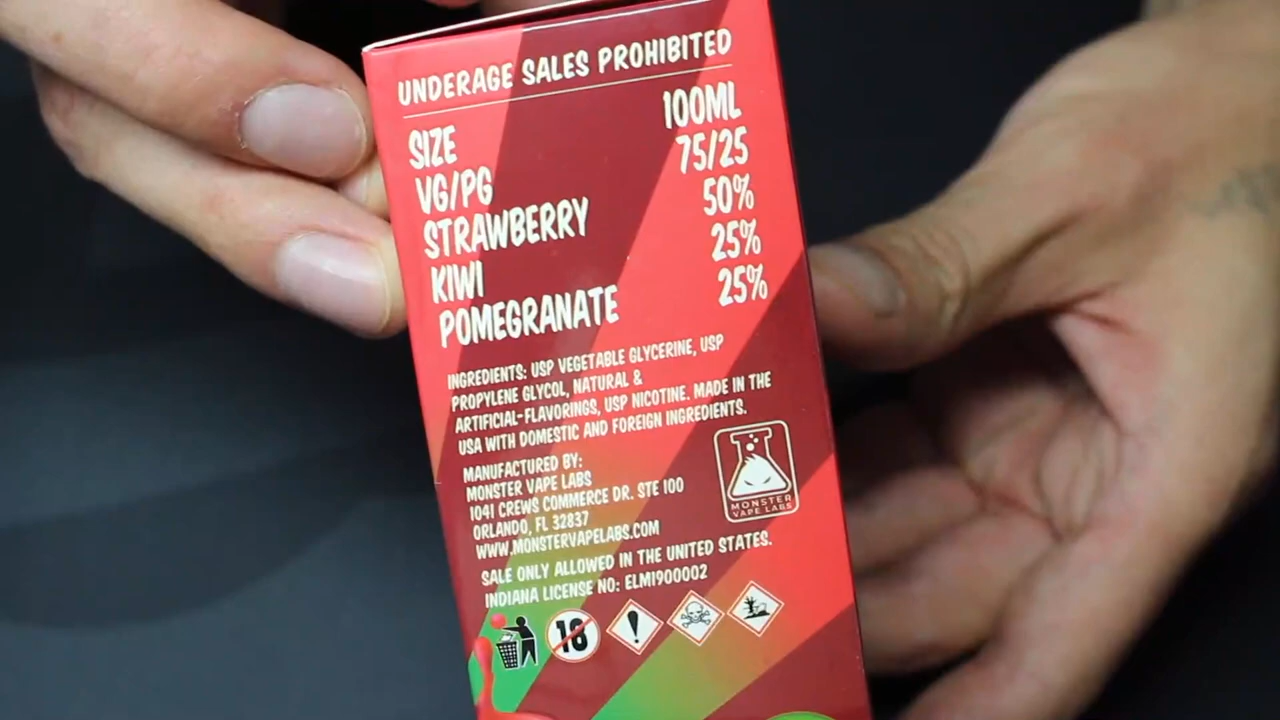 UNDERAGE SALES PROHIBITED
SIZE 100ML
VG/PG 75/25
STRAWBERRY 50%
KIWI 25%
POMEGRANATE 25%
INGREDIENTS: USP VEGETABLE GLYCERINE, USP
PROPYLENE GLYCOL, NATURAL &
ARTIFICIAL-FLAVORINGS, USP NICOTINE. MADE IN THE
USA WITH DOMESTIC AND FOREIGN INGREDIENTS.
MANUFACTURED BY:
MONSTER VAPE LABS
1041 CREWS COMMERCE DR. STE 100
ORLANDO, FL 32837
WWW.MONSTERVAPELABS.COM
MONSTER
VAPE LABS
SALE ONLY ALLOWED IN THE UNITED STATES.
INDIANA LICENSE NO: ELM1900002
18